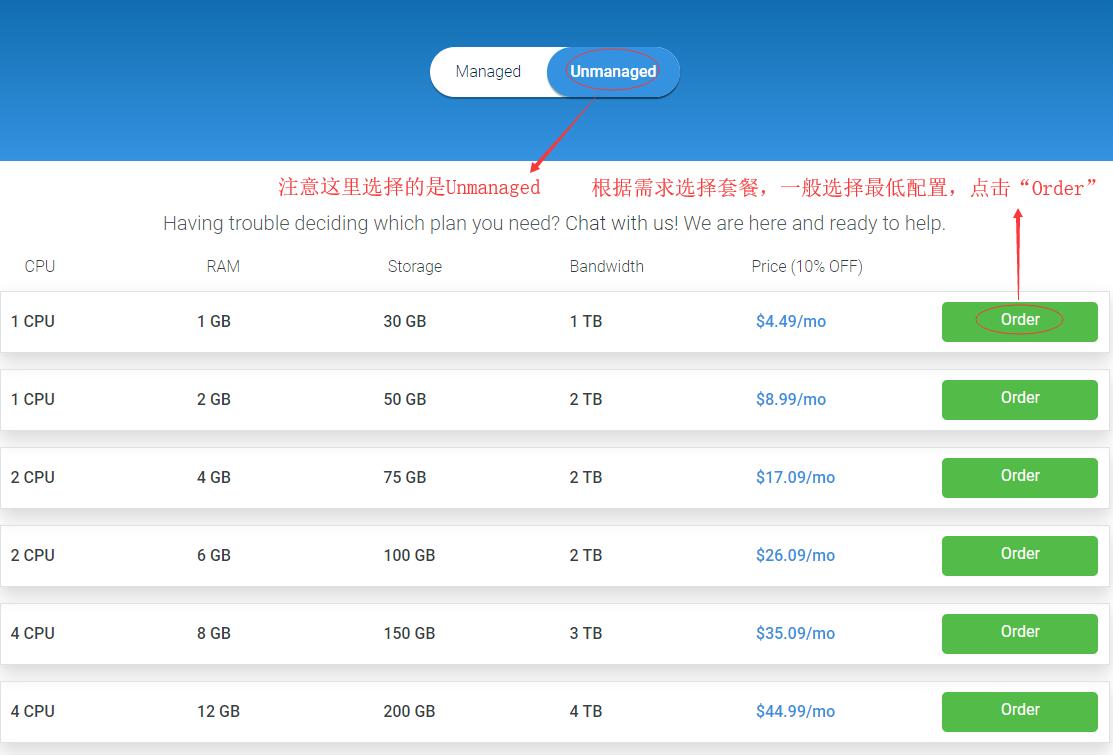 Managed Unmanaged
注意这里选择的是Unmanaged 根据需求选择套餐，一般选择最低配置，点击“Order”
Having trouble deciding which plan you need? Chat with us! We are here and ready to help.
CPU RAM Storage Bandwidth Price (10% OFF)
1 CPU 1 GB 30 GB 1 TB $4.49/mo Order
1 CPU 2 GB 50 GB 2 TB $8.99/mo Order
2 CPU 4 GB 75 GB 2 TB $17.09/mo Order
2 CPU 6 GB 100 GB 2 TB $26.09/mo Order
4 CPU 8 GB 150 GB 3 TB $35.09/mo Order
4 CPU 12 GB 200 GB 4 TB $44.99/mo Order